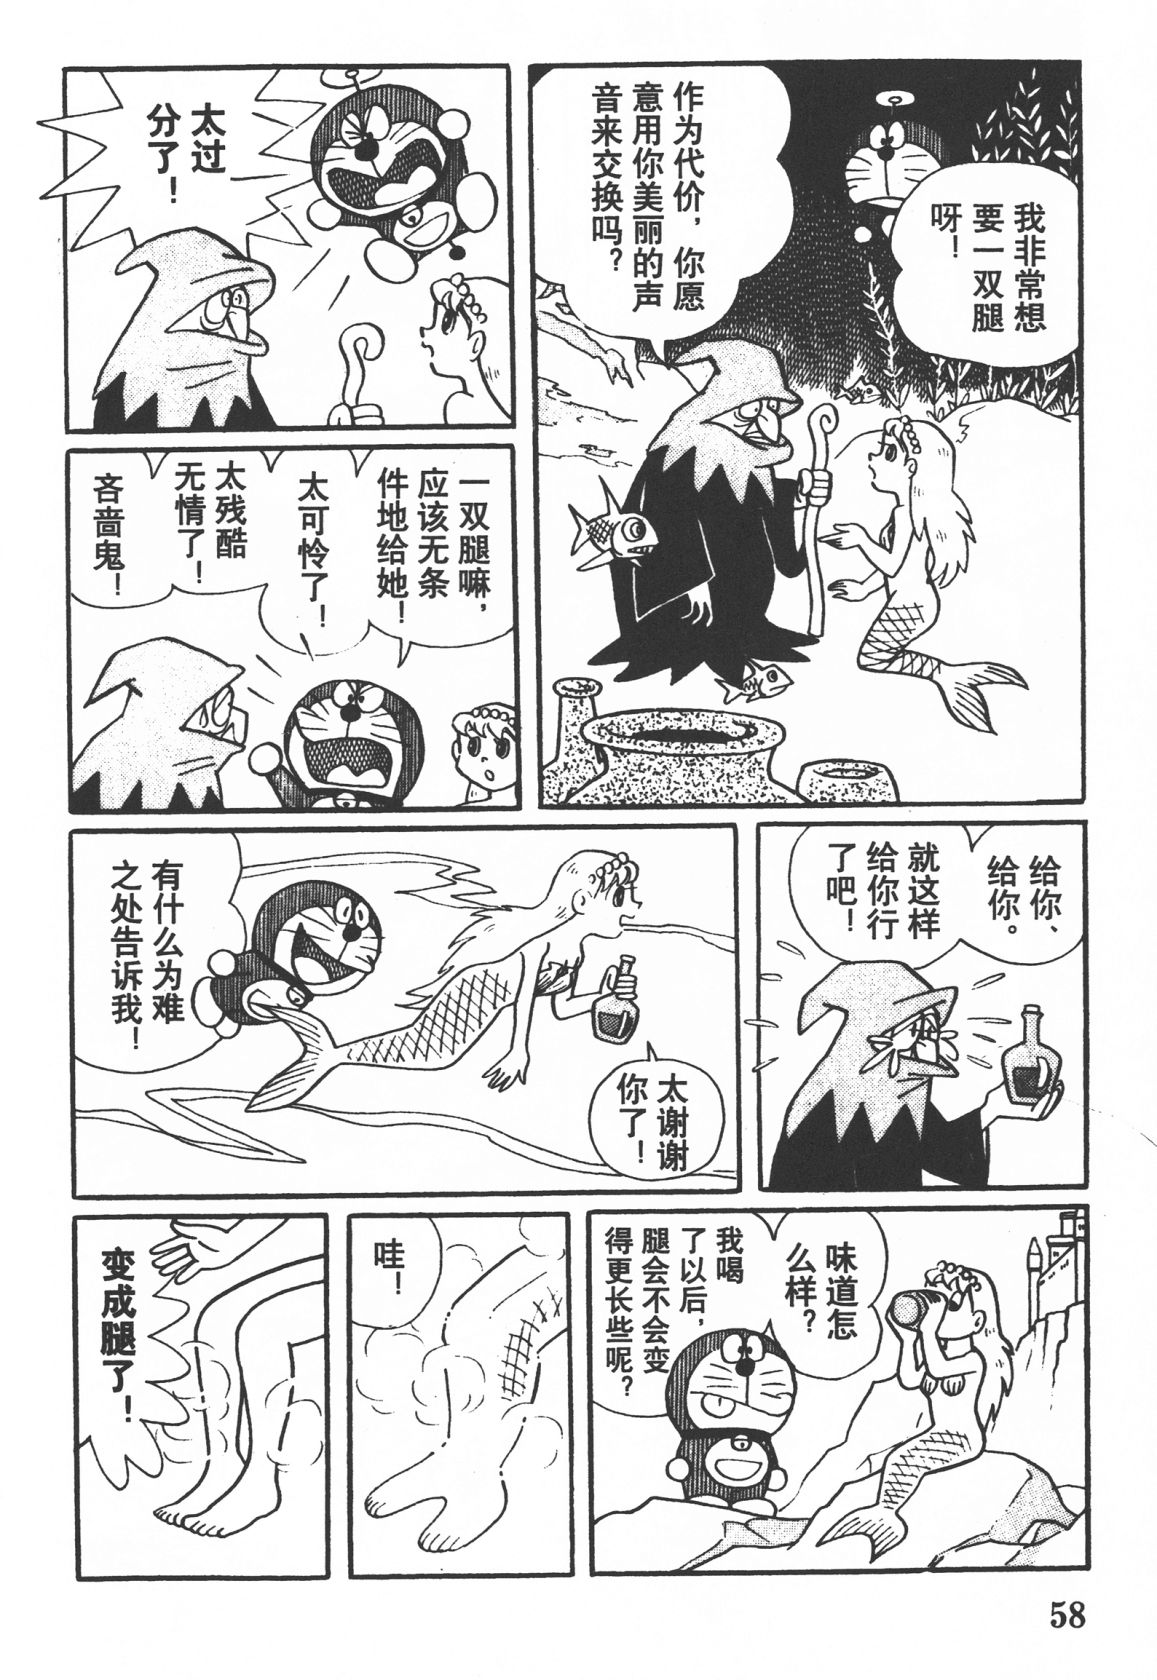 我非常想
要一双腿
呀！
作为代价，你愿
意用你美丽的声
音来交换吗？
太过
分了！
一双腿嘛，
应该无条
件地给她！
太可怜了！
太残酷
无情了！
吝啬鬼！
给你、
给你。
就这样
给你行
了吧！
太谢谢
你了！
有什么为难
之处告诉我！
味道怎
么样？
我喝
了以后，
腿会不会变
得更长些呢？
哇！
变成腿了！
58